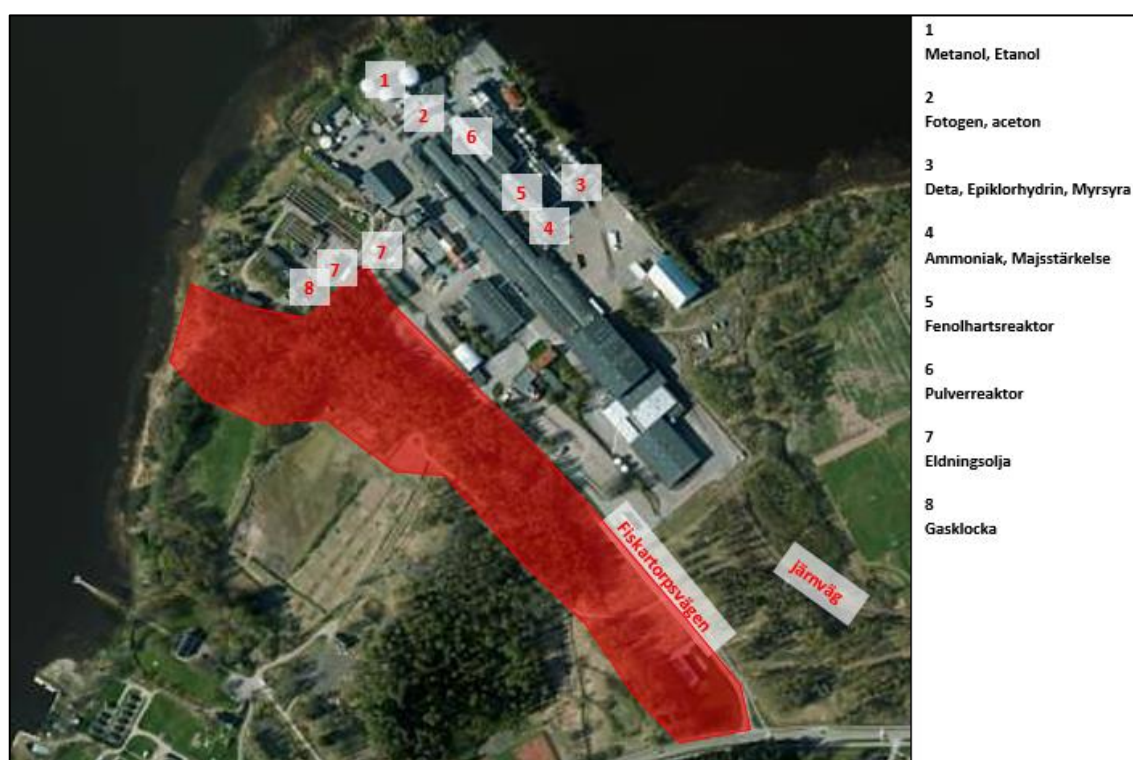 1
2
6
5
3
4
7
7
8
Fiskartorpsvägen
järnväg
1
Metanol, Etanol
2
Fotogen, aceton
3
Deta, Epiklorhydrin, Myrsyra
4
Ammoniak, Majsstärkelse
5
Fenolhartsreaktor
6
Pulverreaktor
7
Eldningsolja
8
Gasklocka